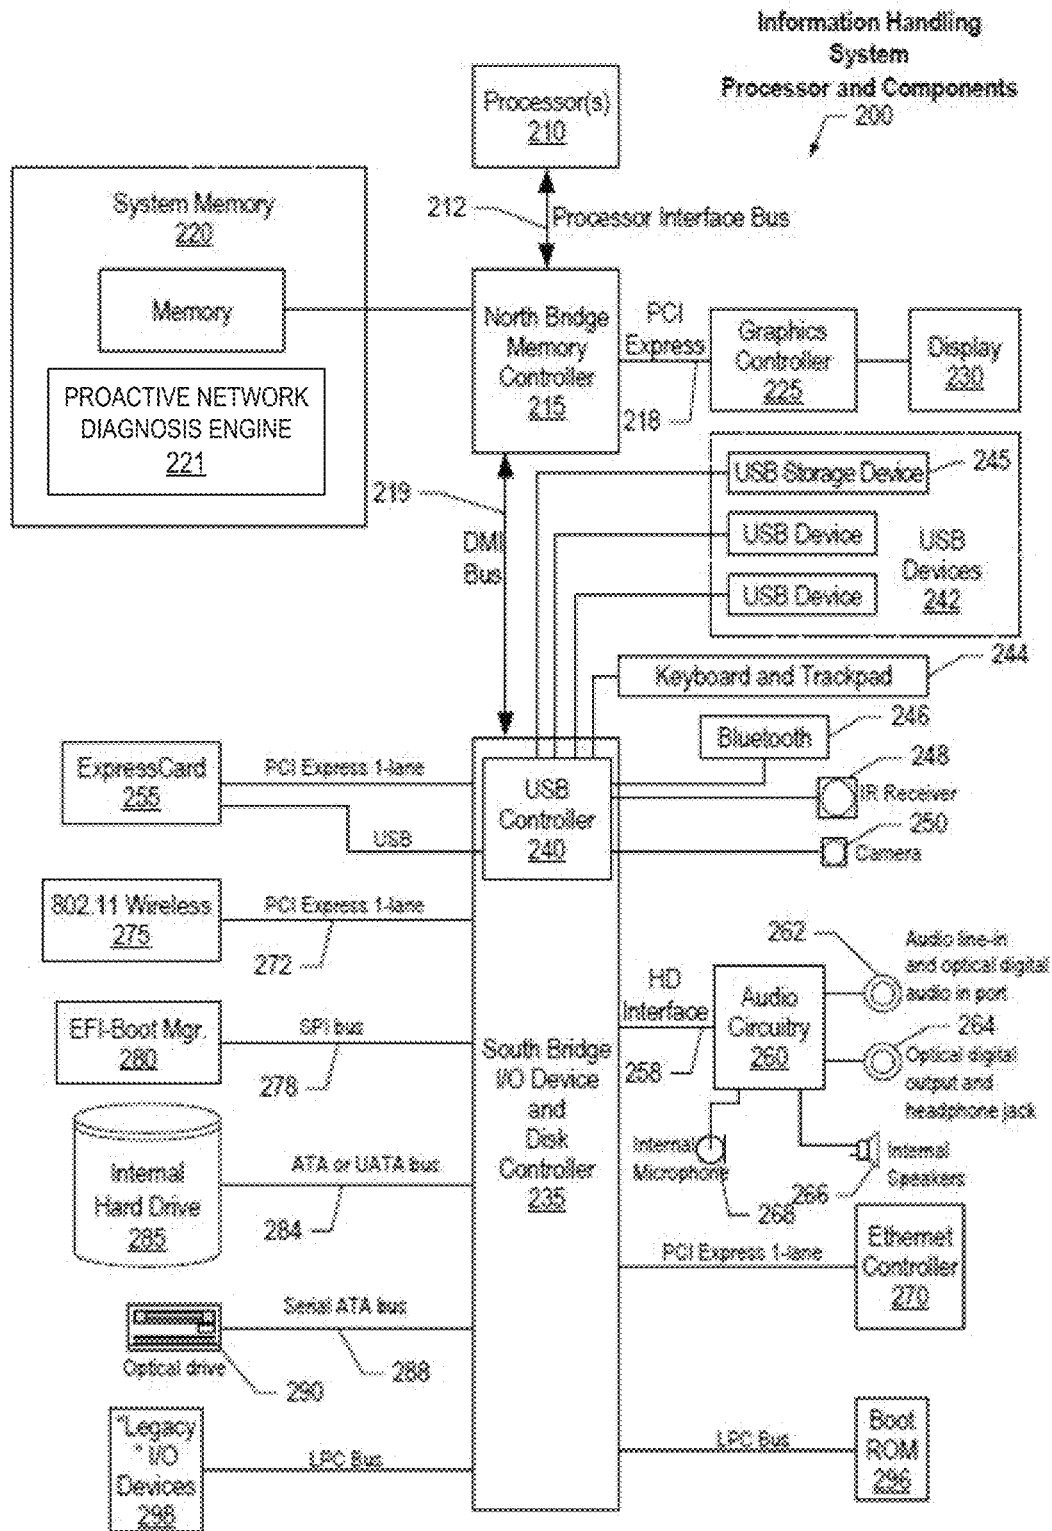 Information Handling
System
Processor and Components
200
Processor(s)
210
212
Processor Interface Bus
System Memory
220
Memory
PROACTIVE NETWORK
DIAGNOSIS ENGINE
221
North Bridge
Memory
Controller
215
PCI
Express
218
Graphics
Controller
225
Display
230
219
DMI
Bus
USB Storage Device
245
USB Device
USB Device
USB
Devices
242
Keyboard and Trackpad
244
Bluetooth
246
248
IR Receiver
250
Camera
USB
Controller
240
ExpressCard
255
PCI Express 1-lane
USB
802.11 Wireless
275
PCI Express 1-lane
272
EFI-Boot Mgr.
280
SPI bus
278
South Bridge
I/O Device
and
Disk
Controller
235
HD
Interface
258
Audio
Circuitry
260
262
Audio line-in
and optical digital
audio in port
264
Optical digital
output and
headphone jack
Internal
Microphone
268
Internal
Speakers
266
Internal
Hard Drive
285
ATA or UATA bus
284
PCI Express 1-lane
Ethernet
Controller
270
Optical drive
290
Serial ATA bus
288
"Legacy
" I/O
Devices
298
LPC Bus
LPC Bus
Boot
ROM
296